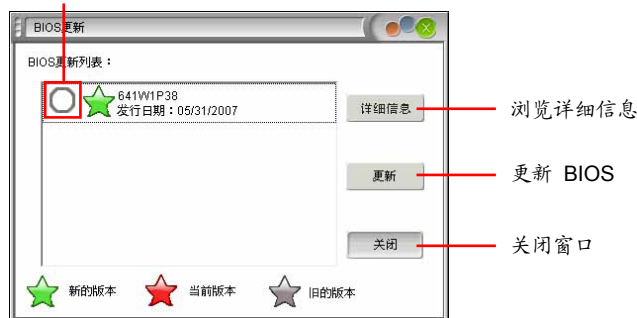 BIOS更新
BIOS更新列表：
641W1P38
发行日期：05/31/2007
详细信息
浏览详细信息
更新
更新 BIOS
关闭
关闭窗口
新的版本
当前版本
旧的版本